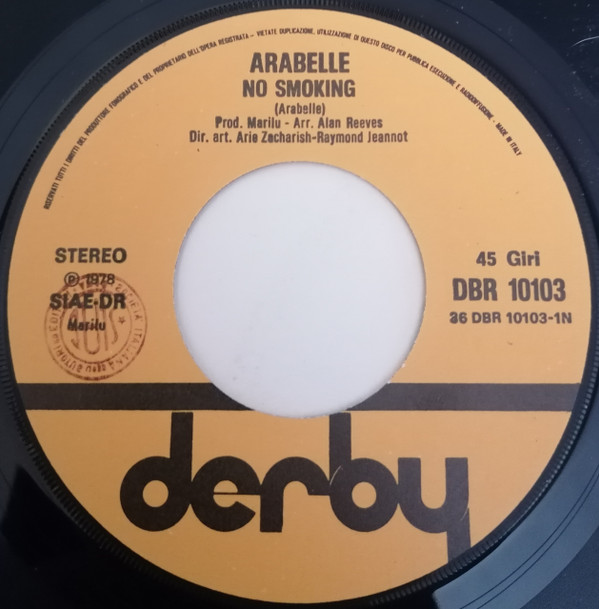 RISERVATI TUTTI I DIRITTI DEL PRODUTTORE FONOGRAFICO E DEL PROPRIETARIO DELL'OPERA REGISTRATA - VIETATE DUPLICAZIONE, UTILIZZAZIONE DI QUESTO DISCO PER PUBBLICA ESECUZIONE E RADIODIFFUSIONE - MADE IN ITALY
ARABELLE
NO SMOKING
(Arabelle)
Prod. Marilu - Arr. Alan Reeves
Dir. art. Arie Zecharish-Raymond Jeannot
STEREO
℗ 1978
SIAE-DR
Marilu
45 Giri
DBR 10103
26 DBR 10103-1N
derby